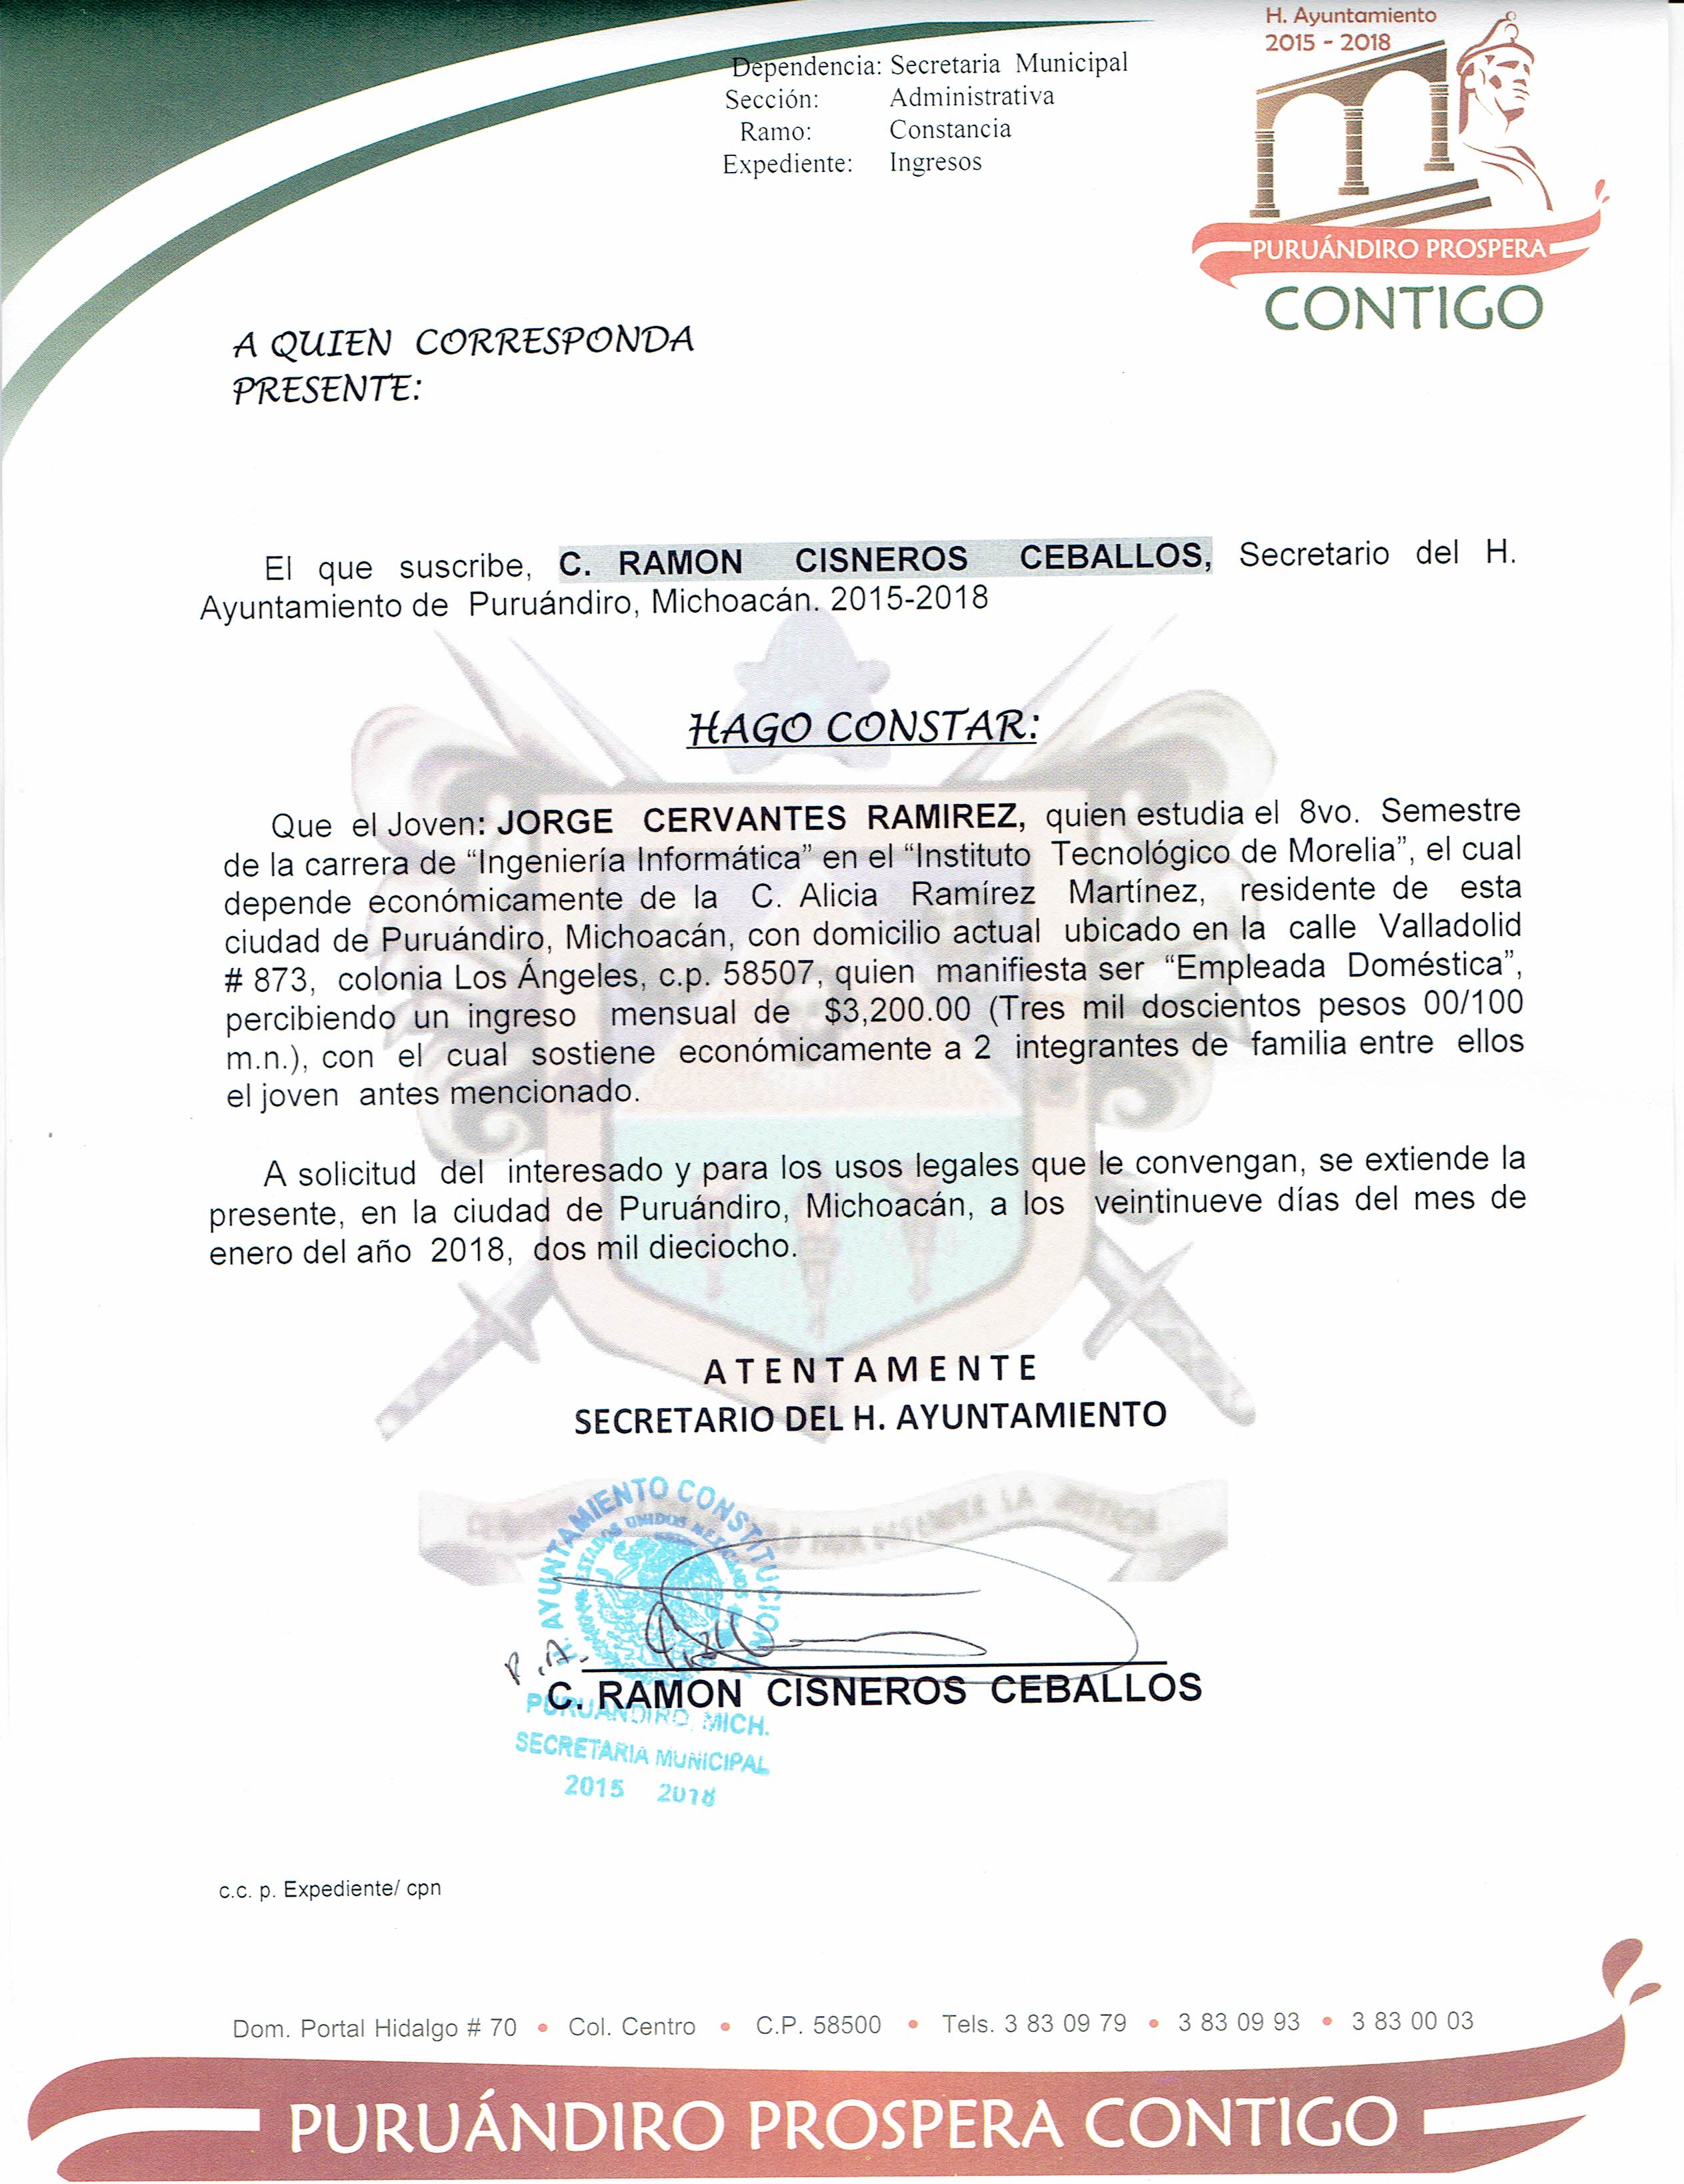 H. Ayuntamiento
2015 - 2018
Dependencia: Secretaria Municipal
Sección: Administrativa
Ramo: Constancia
Expediente: Ingresos
PURUÁNDIRO PROSPERA
CONTIGO
A QUIEN CORRESPONDA
PRESENTE:
El que suscribe, C. RAMON CISNEROS CEBALLOS, Secretario del H.
Ayuntamiento de Puruándiro, Michoacán. 2015-2018
HAGO CONSTAR:
Que el Joven: JORGE CERVANTES RAMIREZ, quien estudia el 8vo. Semestre
de la carrera de “Ingeniería Informática” en el “Instituto Tecnológico de Morelia”, el cual
depende económicamente de la C. Alicia Ramírez Martínez, residente de esta
ciudad de Puruándiro, Michoacán, con domicilio actual ubicado en la calle Valladolid
# 873, colonia Los Ángeles, c.p. 58507, quien manifiesta ser “Empleada Doméstica”,
percibiendo un ingreso mensual de $3,200.00 (Tres mil doscientos pesos 00/100
m.n.), con el cual sostiene económicamente a 2 integrantes de familia entre ellos
el joven antes mencionado.
A solicitud del interesado y para los usos legales que le convengan, se extiende la
presente, en la ciudad de Puruándiro, Michoacán, a los veintinueve días del mes de
enero del año 2018, dos mil dieciocho.
ATENTAMENTE
SECRETARIO DEL H. AYUNTAMIENTO
LA JUSTICIA
H. AYUNTAMIENTO CONSTITUCIONAL
ESTADOS UNIDOS MEXICANOS
P.A.
C. RAMON CISNEROS CEBALLOS
PURUANDIRO, MICH.
SECRETARIA MUNICIPAL
2015 2018
c.c. p. Expediente/ cpn
Dom. Portal Hidalgo # 70 • Col. Centro • C.P. 58500 • Tels. 3 83 09 79 • 3 83 09 93 • 3 83 00 03
PURUÁNDIRO PROSPERA CONTIGO